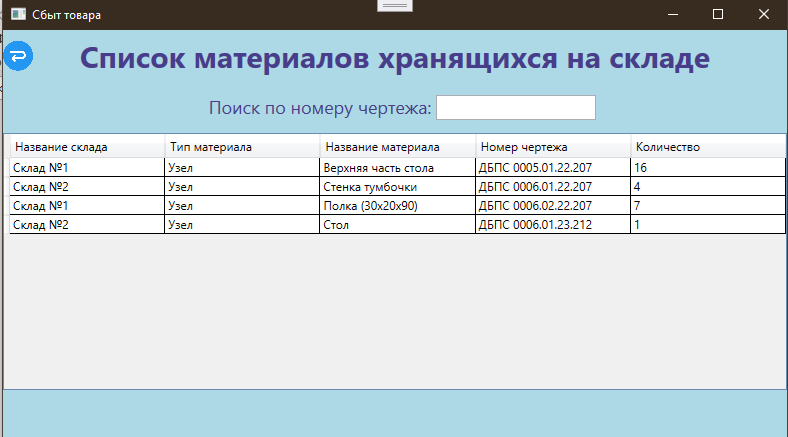 Сбыт товара
Список материалов хранящихся на складе
Поиск по номеру чертежа:
Название склада Тип материала Название материала Номер чертежа Количество
Склад №1 Узел Верхняя часть стола ДБПС 0005.01.22.207 16
Склад №2 Узел Стенка тумбочки ДБПС 0006.01.22.207 4
Склад №1 Узел Полка (30x20x90) ДБПС 0006.02.22.207 7
Склад №2 Узел Стол ДБПС 0006.01.23.212 1